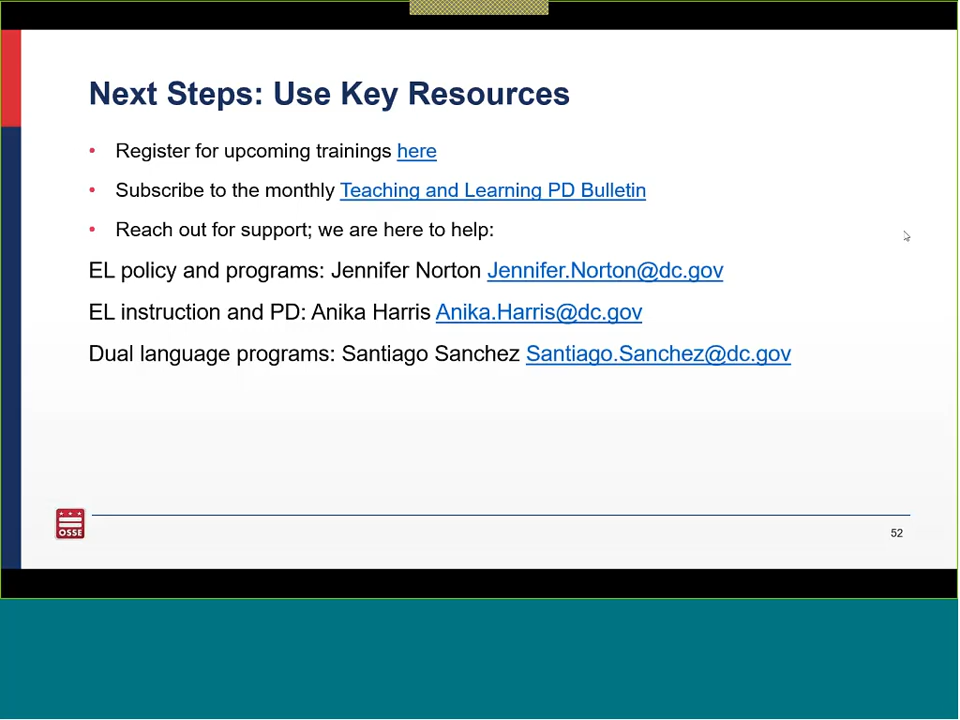 Next Steps: Use Key Resources
• Register for upcoming trainings here
• Subscribe to the monthly Teaching and Learning PD Bulletin
• Reach out for support; we are here to help:
EL policy and programs: Jennifer Norton Jennifer.Norton@dc.gov
EL instruction and PD: Anika Harris Anika.Harris@dc.gov
Dual language programs: Santiago Sanchez Santiago.Sanchez@dc.gov
OSSE
52